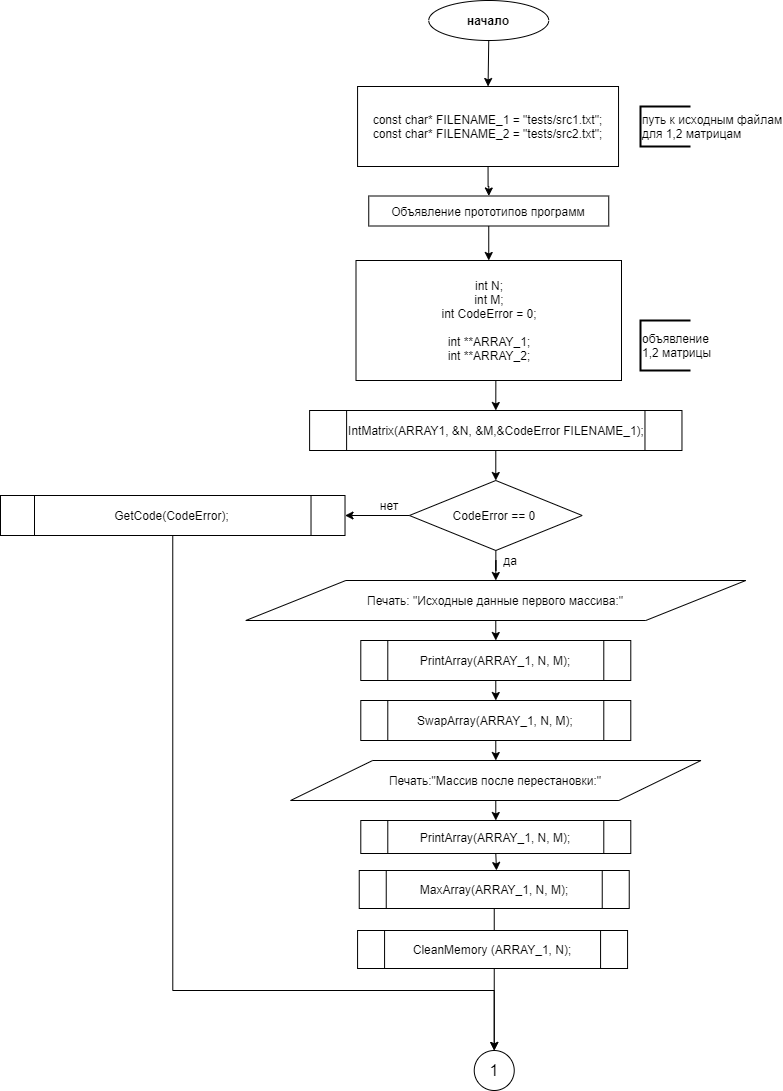 начало
const char* FILENAME_1 = "tests/src1.txt";
const char* FILENAME_2 = "tests/src2.txt";
путь к исходным файлам
для 1,2 матрицам
Объявление прототипов программ
int N;
int M;
int CodeError = 0;
int **ARRAY_1;
int **ARRAY_2;
объявление
1,2 матрицы
IntMatrix(ARRAY1, &N, &M,&CodeError FILENAME_1);
CodeError == 0
нет
GetCode(CodeError);
да
Печать: "Исходные данные первого массива:"
PrintArray(ARRAY_1, N, M);
SwapArray(ARRAY_1, N, M);
Печать:"Массив после перестановки:"
PrintArray(ARRAY_1, N, M);
MaxArray(ARRAY_1, N, M);
CleanMemory (ARRAY_1, N);
1